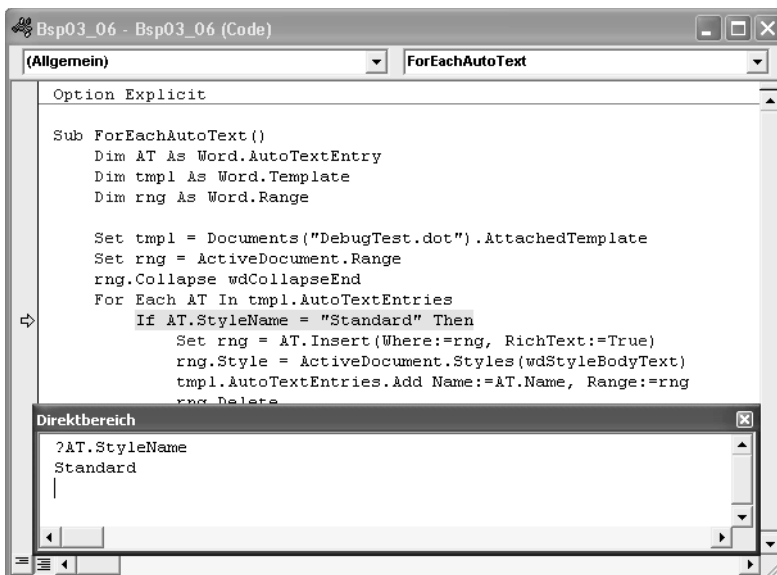 Bsp03_06 - Bsp03_06 (Code)
(Allgemein) ForEachAutoText
Option Explicit
Sub ForEachAutoText()
Dim AT As Word.AutoTextEntry
Dim tmpl As Word.Template
Dim rng As Word.Range
Set tmpl = Documents("DebugTest.dot").AttachedTemplate
Set rng = ActiveDocument.Range
rng.Collapse wdCollapseEnd
For Each AT In tmpl.AutoTextEntries
If AT.StyleName = "Standard" Then
Set rng = AT.Insert(Where:=rng, RichText:=True)
rng.Style = ActiveDocument.Styles(wdStyleBodyText)
tmpl.AutoTextEntries.Add Name:=AT.Name, Range:=rng
rng.Delete
Direktbereich
?AT.StyleName
Standard